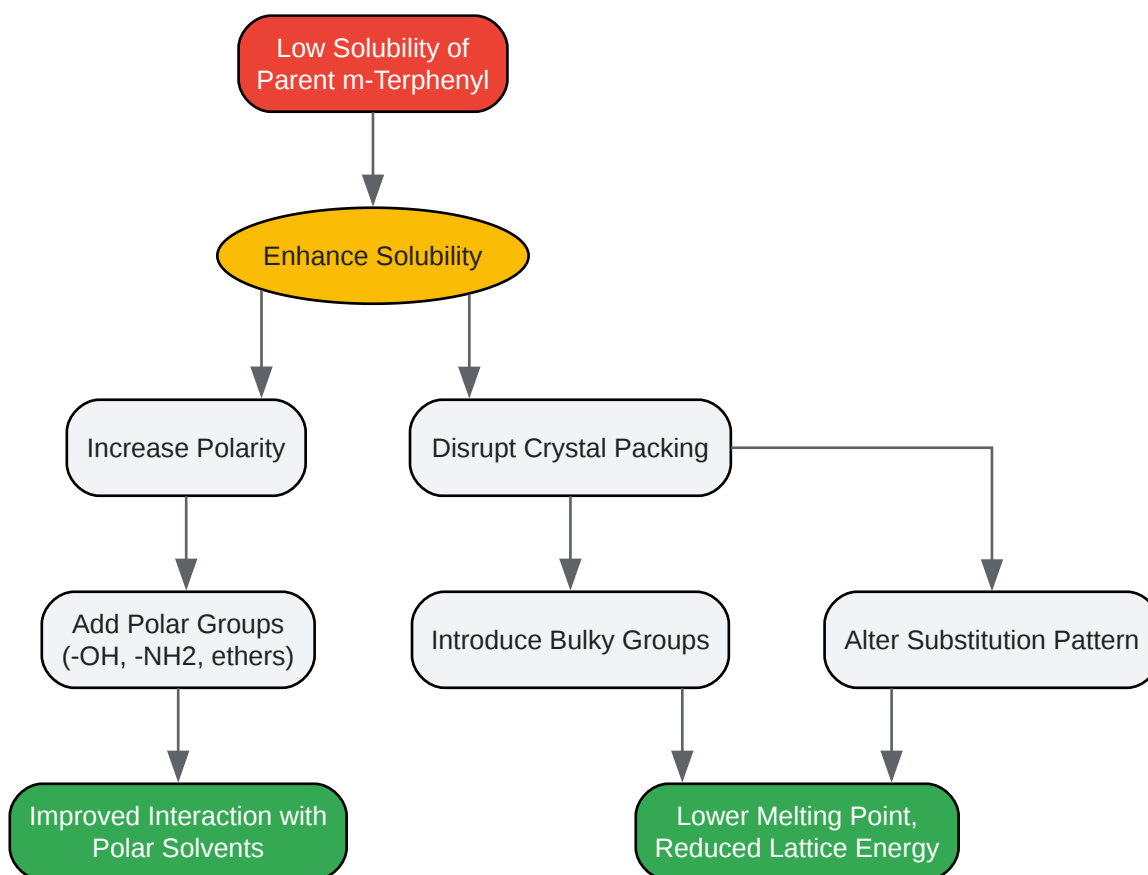 Low Solubility of
Parent m-Terphenyl
Enhance Solubility
Increase Polarity
Disrupt Crystal Packing
Add Polar Groups
(-OH, -NH2, ethers)
Introduce Bulky Groups
Alter Substitution Pattern
Improved Interaction with
Polar Solvents
Lower Melting Point,
Reduced Lattice Energy